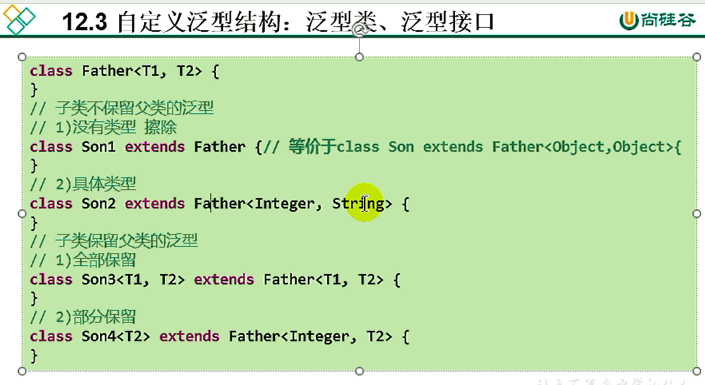 12.3 自定义泛型结构：泛型类、泛型接口
尚硅谷
class Father<T1, T2> {
}
// 子类不保留父类的泛型
// 1)没有类型 擦除
class Son1 extends Father {// 等价于class Son extends Father<Object,Object>{
}
// 2)具体类型
class Son2 extends Father<Integer, String> {
}
// 子类保留父类的泛型
// 1)全部保留
class Son3<T1, T2> extends Father<T1, T2> {
}
// 2)部分保留
class Son4<T2> extends Father<Integer, T2> {
}